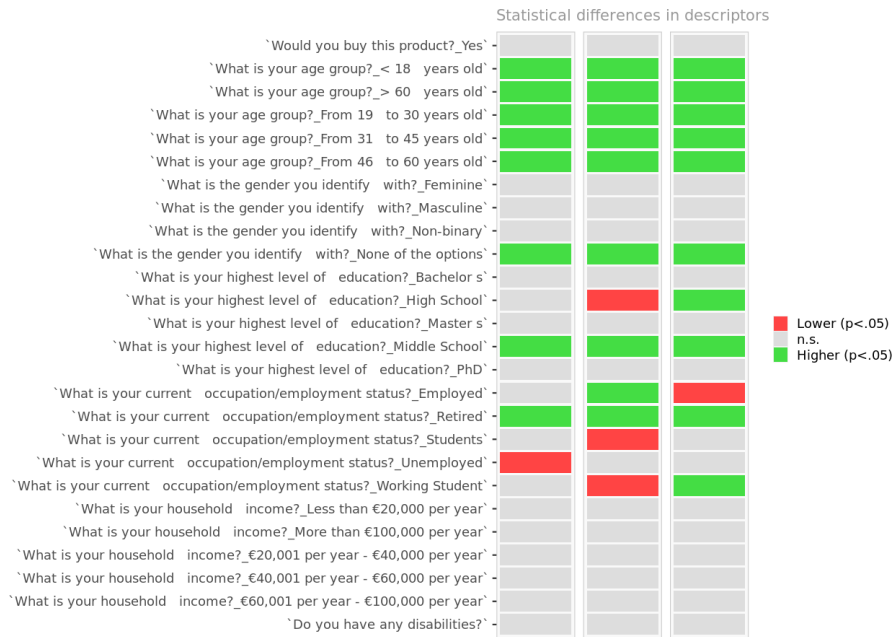 Statistical differences in descriptors
`Would you buy this product?_Yes`
`What is your age group?_< 18   years old`
`What is your age group?_> 60   years old`
`What is your age group?_From 19   to 30 years old`
`What is your age group?_From 31   to 45 years old`
`What is your age group?_From 46   to 60 years old`
`What is the gender you identify   with?_Feminine`
`What is the gender you identify   with?_Masculine`
`What is the gender you identify   with?_Non-binary`
`What is the gender you identify   with?_None of the options`
`What is your highest level of   education?_Bachelor s`
`What is your highest level of   education?_High School`
`What is your highest level of   education?_Master s`
`What is your highest level of   education?_Middle School`
`What is your highest level of   education?_PhD`
`What is your current   occupation/employment status?_Employed`
`What is your current   occupation/employment status?_Retired`
`What is your current   occupation/employment status?_Students`
`What is your current   occupation/employment status?_Unemployed`
`What is your current   occupation/employment status?_Working Student`
`What is your household   income?_Less than €20,000 per year`
`What is your household   income?_More than €100,000 per year`
`What is your household   income?_€20,001 per year - €40,000 per year`
`What is your household   income?_€40,001 per year - €60,000 per year`
`What is your household   income?_€60,001 per year - €100,000 per year`
`Do you have any disabilities?`
Lower (p<.05)
n.s.
Higher (p<.05)